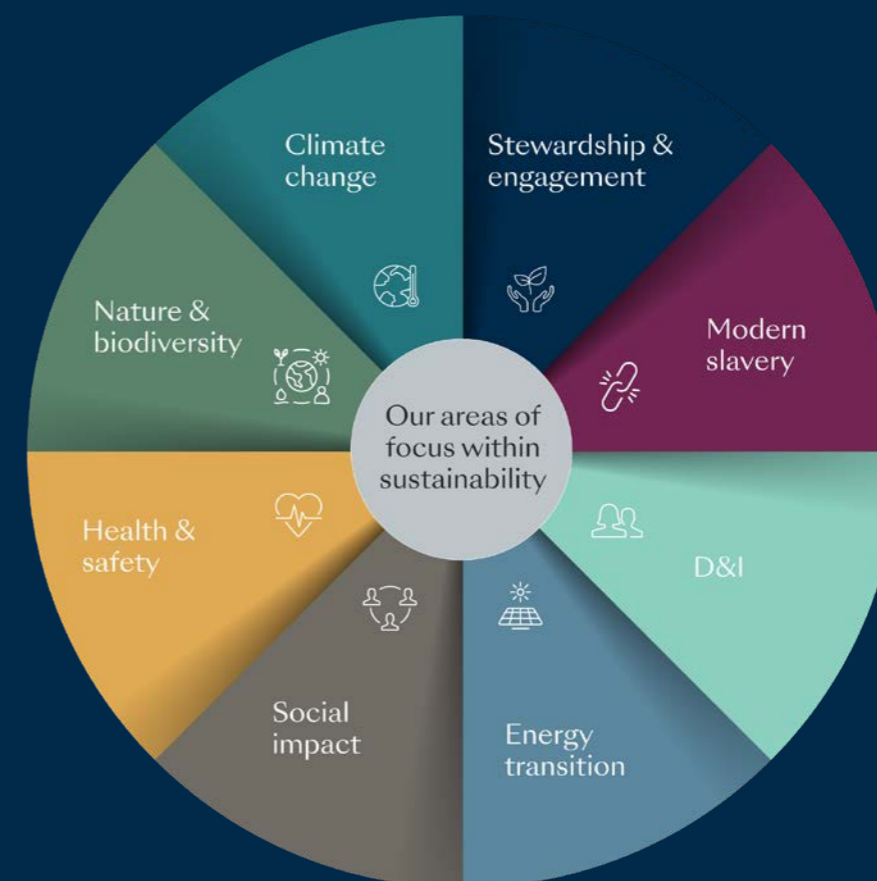 Climate
change
Stewardship &
engagement
Nature &
biodiversity
Modern
slavery
Our areas of
focus within
sustainability
Health &
safety
D&I
Social
impact
Energy
transition